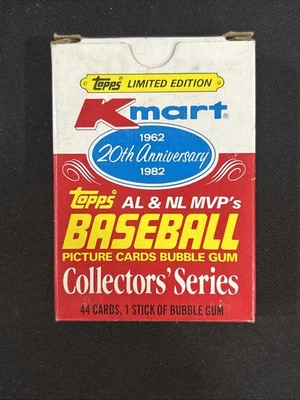 Topps LIMITED EDITION
Kmart®
1962
20th Anniversary
1982
Topps AL & NL MVP's
BASEBALL
PICTURE CARDS BUBBLE GUM
Collectors' Series
44 CARDS, 1 STICK OF BUBBLE GUM